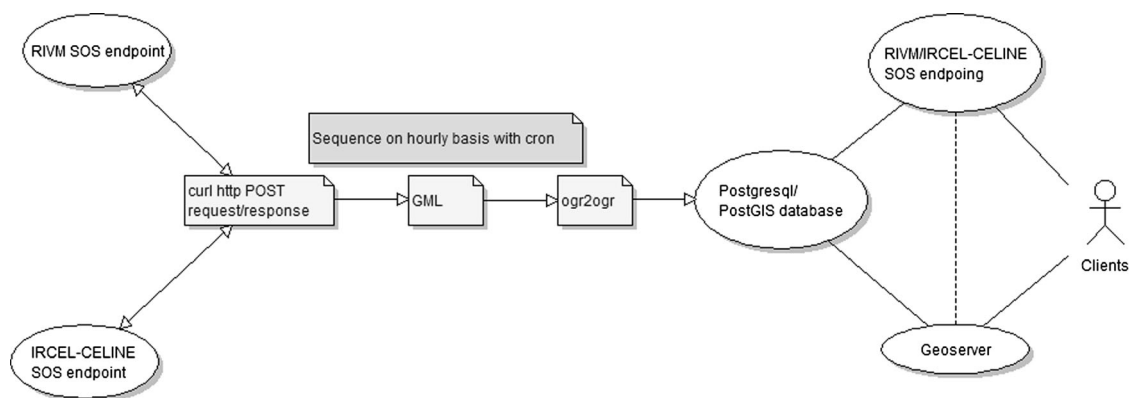 RIVM SOS endpoint
RIVM/IRCEL-CELINE
SOS endpoing
Sequence on hourly basis with cron
curl http POST
request/response
GML
ogr2ogr
Postgresql/
PostGIS database
Clients
IRCEL-CELINE
SOS endpoint
Geoserver